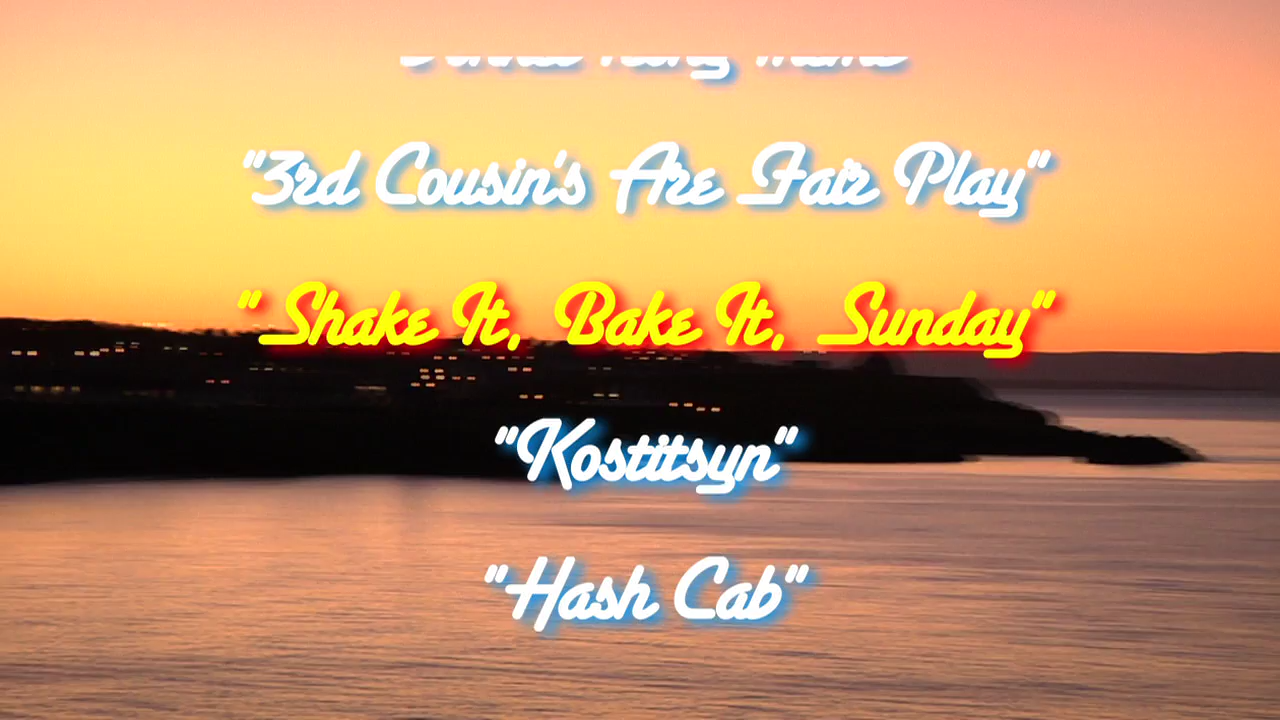 "3rd Cousin's Are Fair Play"
" Shake It, Bake It, Sunday"
"Kostitsyn"
"Hash Cab"